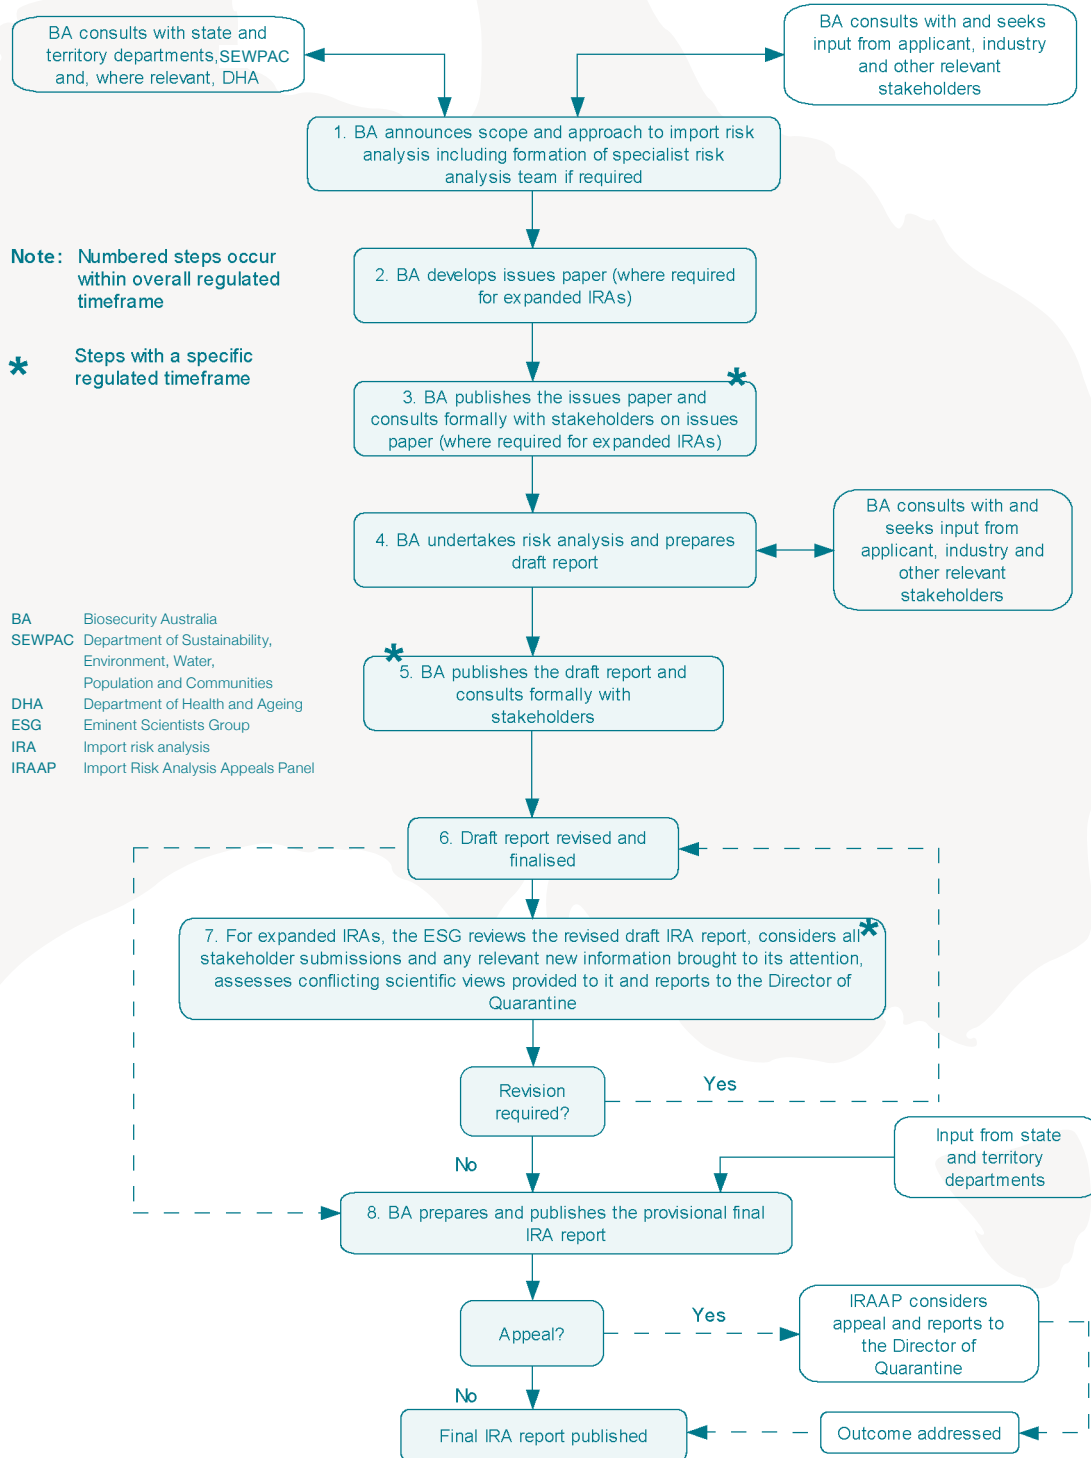 BA consults with state and
territory departments,SEWPAC
and, where relevant, DHA
BA consults with and seeks
input from applicant, industry
and other relevant
stakeholders
1. BA announces scope and approach to import risk
analysis including formation of specialist risk
analysis team if required
Note: Numbered steps occur
within overall regulated
timeframe
2. BA develops issues paper (where required
for expanded IRAs)
* Steps with a specific
regulated timeframe
*
3. BA publishes the issues paper and
consults formally with stakeholders on issues
paper (where required for expanded IRAs)
4. BA undertakes risk analysis and prepares
draft report
BA consults with and
seeks input from
applicant, industry and
other relevant
stakeholders
BA Biosecurity Australia
SEWPAC Department of Sustainability,
Environment, Water,
Population and Communities
DHA Department of Health and Ageing
ESG Eminent Scientists Group
IRA Import risk analysis
IRAAP Import Risk Analysis Appeals Panel
*
5. BA publishes the draft report and
consults formally with
stakeholders
6. Draft report revised and
finalised
*
7. For expanded IRAs, the ESG reviews the revised draft IRA report, considers all
stakeholder submissions and any relevant new information brought to its attention,
assesses conflicting scientific views provided to it and reports to the Director of
Quarantine
Revision
required?
Yes
No
Input from state
and territory
departments
8. BA prepares and publishes the provisional final
IRA report
Appeal?
Yes
IRAAP considers
appeal and reports to
the Director of
Quarantine
No
Final IRA report published
Outcome addressed